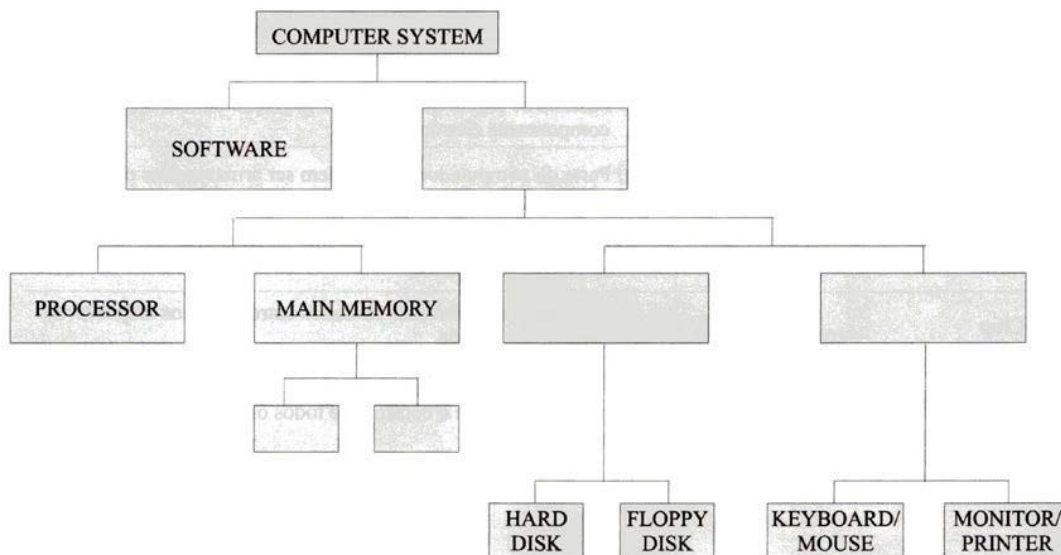 COMPUTER SYSTEM
SOFTWARE
PROCESSOR
MAIN MEMORY
HARD
DISK
FLOPPY
DISK
KEYBOARD/
MOUSE
MONITOR/
PRINTER